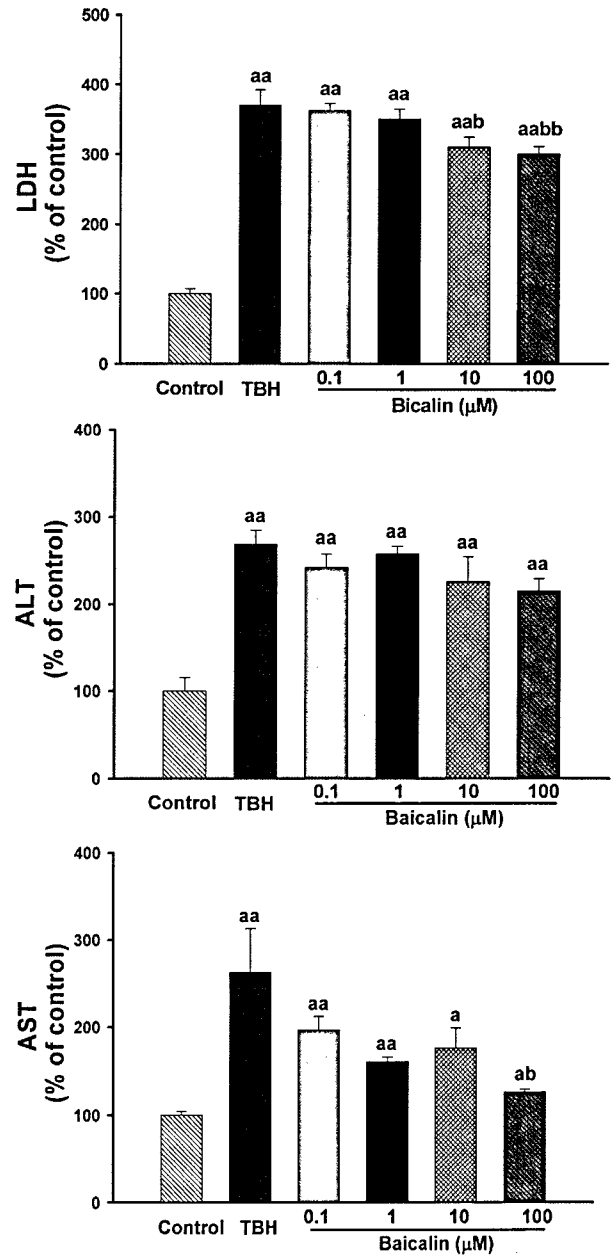 500
400
300
200
100
0
LDH
(% of control)
aa
aa
aa
aab
aabb
Control TBH 0.1 1 10 100
Bicalin (μM)
400
300
200
100
0
ALT
(% of control)
aa
aa
aa
aa
aa
Control TBH 0.1 1 10 100
Baicalin (μM)
400
300
200
100
0
AST
(% of control)
aa
aa
aa
a
ab
Control TBH 0.1 1 10 100
Baicalin (μM)